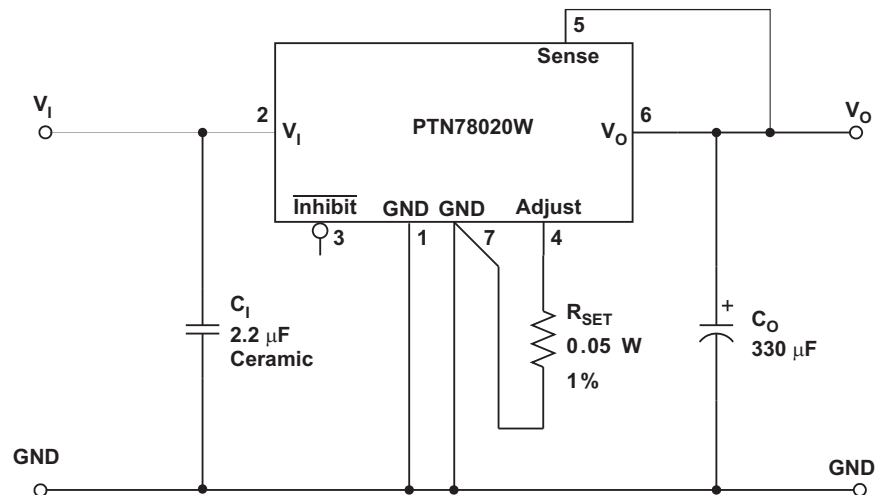 5
Sense
V_I
2
V_I
PTN78020W
V_O
6
V_O
Inhibit
GND
GND
Adjust
3
1
7
4
C_I
2.2 μF
Ceramic
R_SET
0.05 W
1%
+
C_O
330 μF
GND
GND